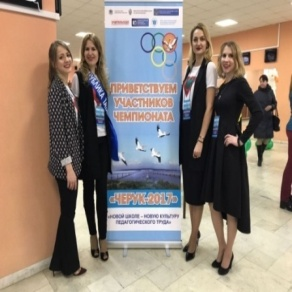 ПРИВЕТСТВУЕМ
УЧАСТНИКОВ
ЧЕМПИОНАТА
«ЧЕРУК-2017»
«НОВОЙ ШКОЛЕ - НОВУЮ КУЛЬТУРУ
ПЕДАГОГИЧЕСКОГО ТРУДА»